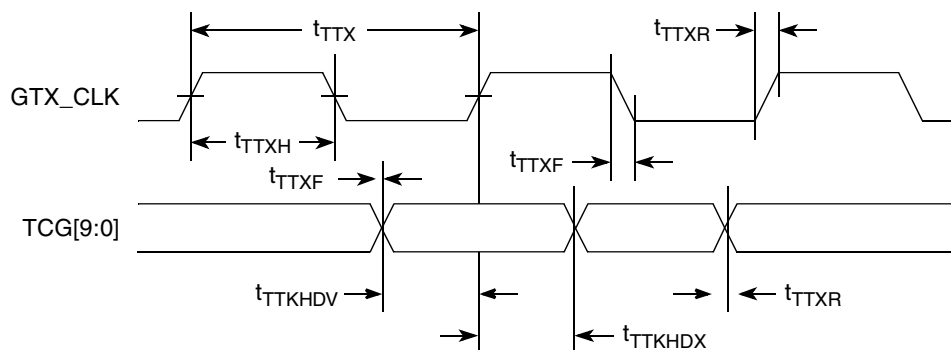 tTTX
tTTXR
GTX_CLK
tTTXH
tTTXF
tTTXF
TCG[9:0]
tTTKHDV
tTTXR
tTTKHDX